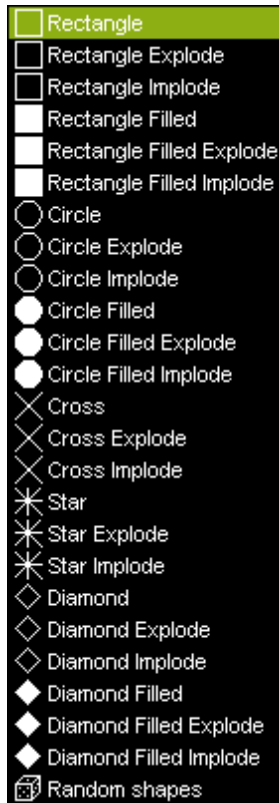 Rectangle
Rectangle Explode
Rectangle Implode
Rectangle Filled
Rectangle Filled Explode
Rectangle Filled Implode
Circle
Circle Explode
Circle Implode
Circle Filled
Circle Filled Explode
Circle Filled Implode
Cross
Cross Explode
Cross Implode
Star
Star Explode
Star Implode
Diamond
Diamond Explode
Diamond Implode
Diamond Filled
Diamond Filled Explode
Diamond Filled Implode
Random shapes